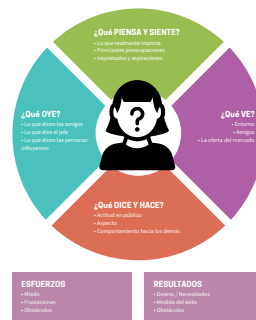 ¿Qué PIENSA Y SIENTE?
• Lo que realmente importa
• Principales preocupaciones
• Inquietudes y aspiraciones
¿Qué OYE?
• Lo que dicen los amigos
• Lo que dice el jefe
• Lo que dicen las personas
influyentes
?
¿Qué VE?
• Entorno
• Amigos
• La oferta del mercado
¿Qué DICE Y HACE?
• Actitud en público
• Aspecto
• Comportamiento hacia los demás
ESFUERZOS
• Miedo
• Frustaciones
• Obstáculos
RESULTADOS
• Deseos / Necesidades
• Medida del éxito
• Obstáculos